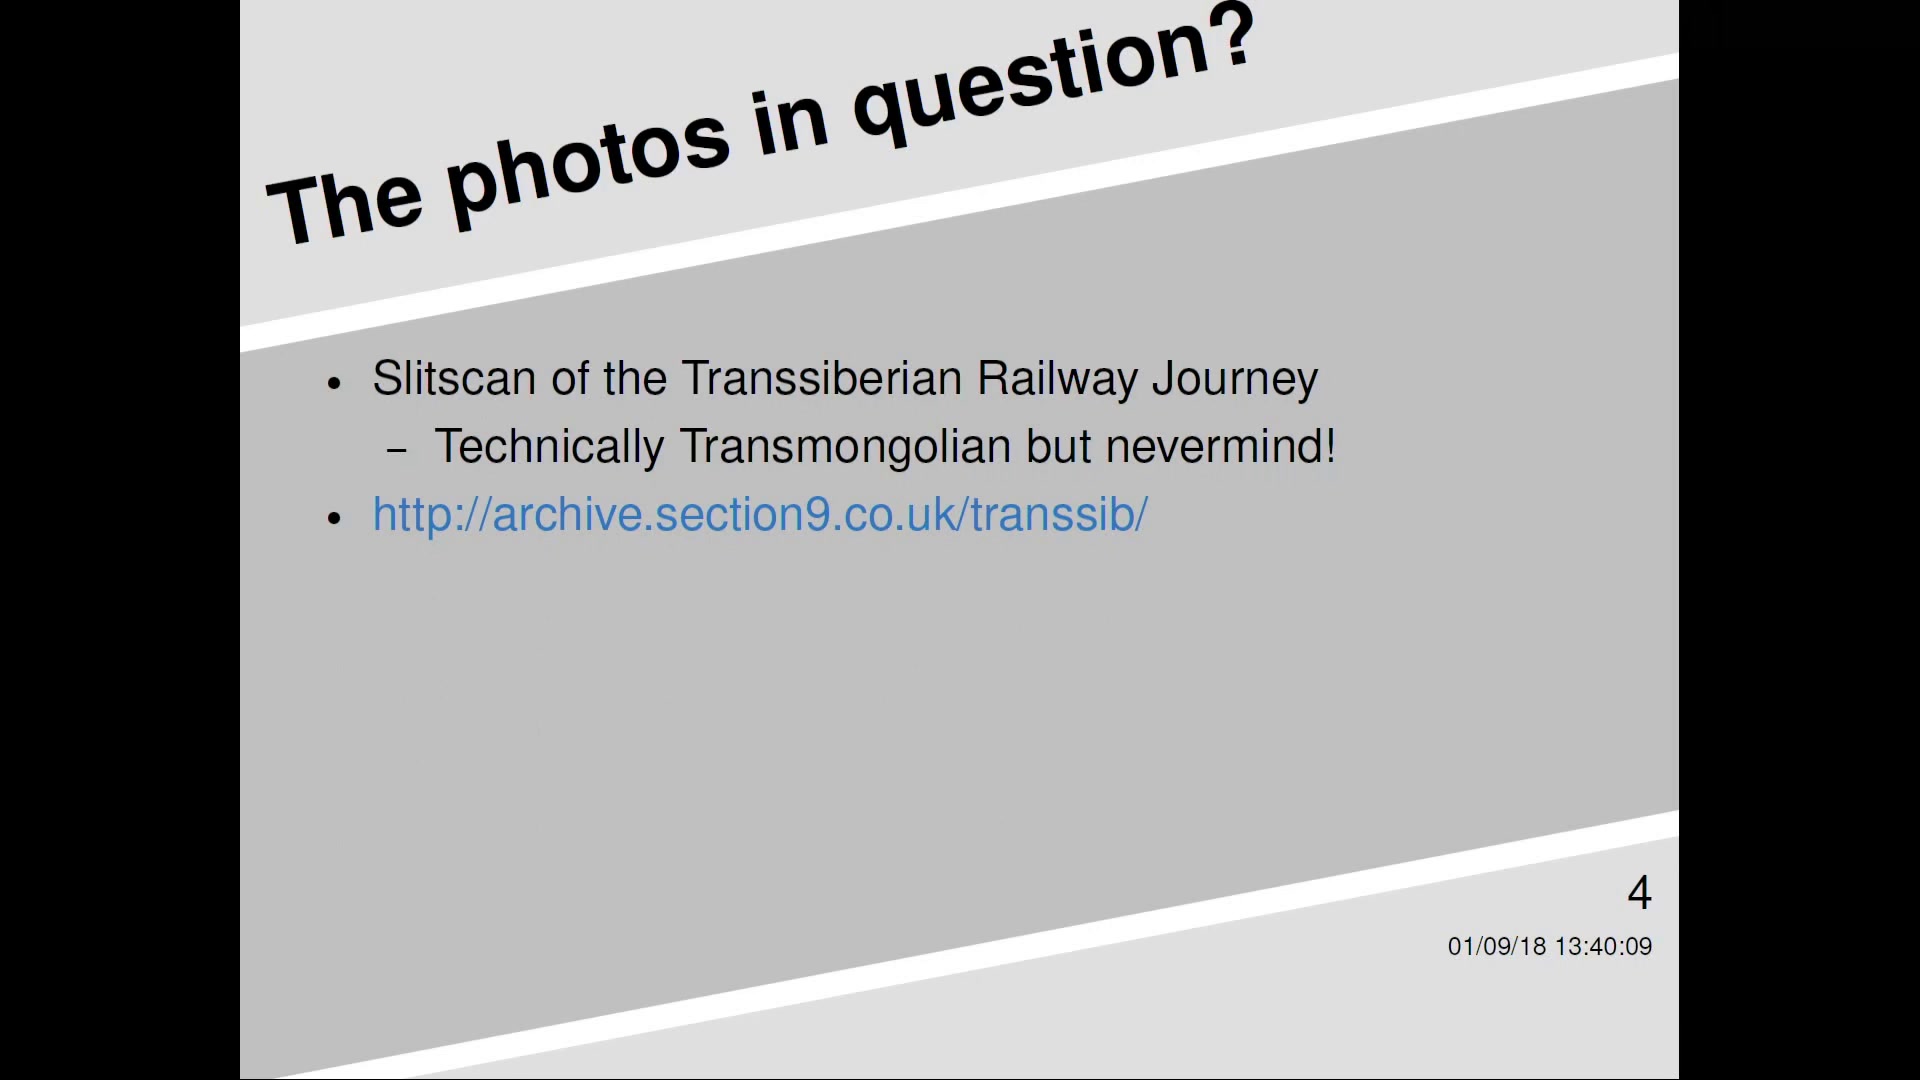 The photos in question?
• Slitscan of the Transsiberian Railway Journey
– Technically Transmongolian but nevermind!
• http://archive.section9.co.uk/transsib/
4
01/09/18 13:40:09